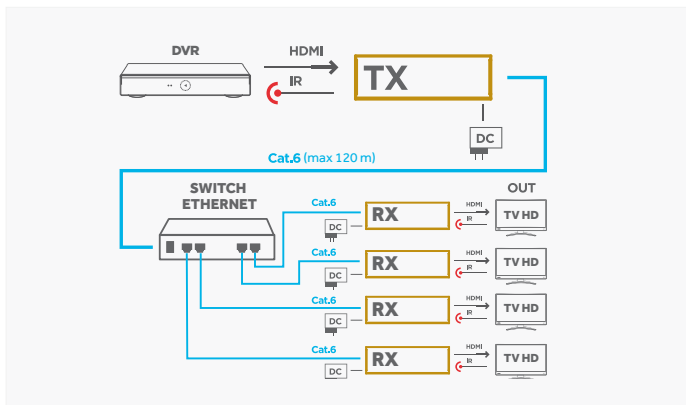 DVR
HDMI
IR
TX
DC
Cat.6 (max 120 m)
SWITCH
ETHERNET
OUT
Cat.6
DC
RX
HDMI
IR
TV HD
Cat.6
DC
RX
HDMI
IR
TV HD
Cat.6
DC
RX
HDMI
IR
TV HD
Cat.6
DC
RX
HDMI
IR
TV HD